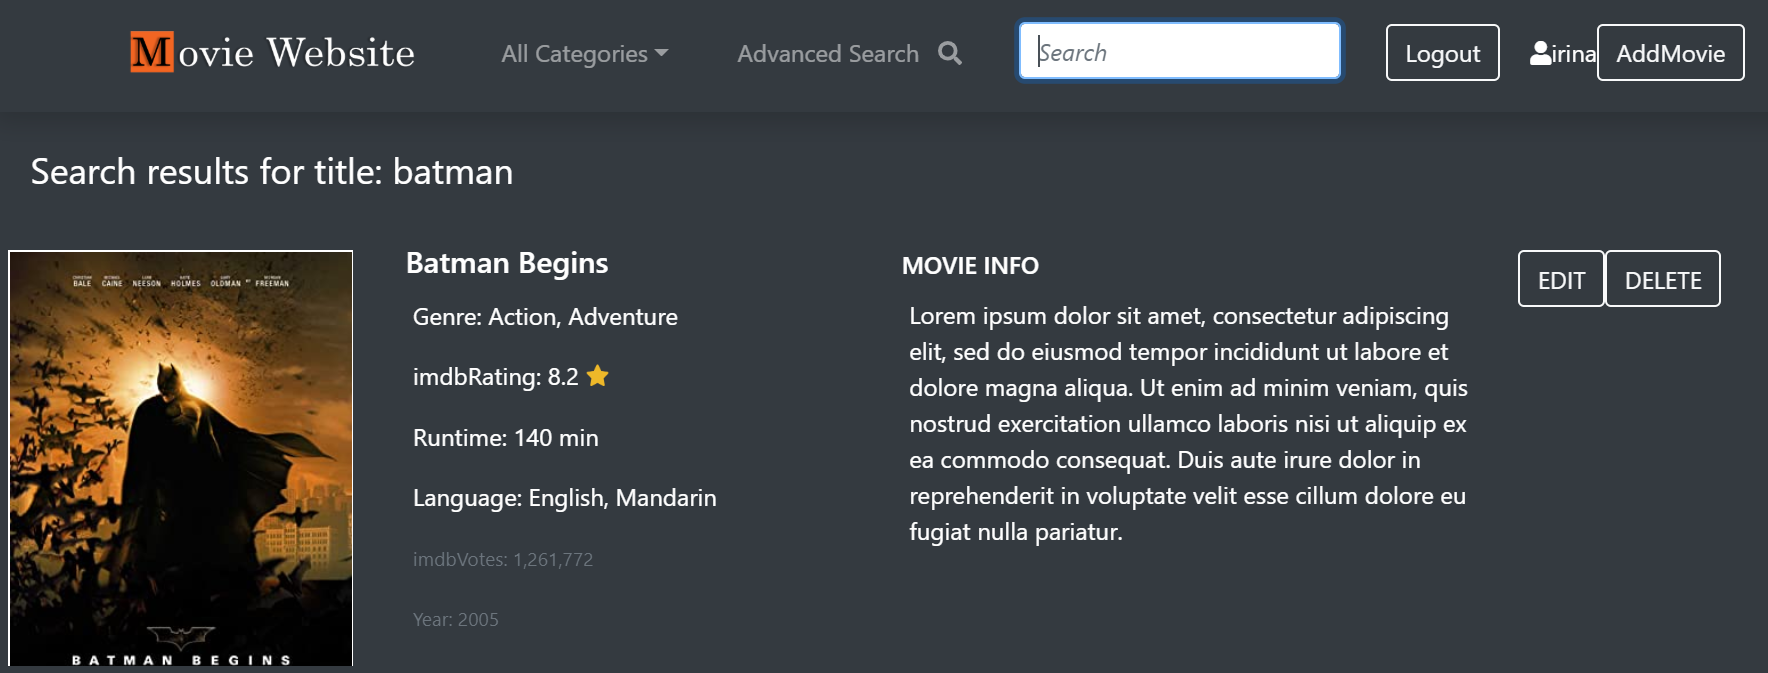 Movie Website All Categories Advanced Search Search Logout irina AddMovie
Search results for title: batman
BALE CAINE NEESON HOLMES OLDMAN FREEMAN
BATMAN BEGINS
Batman Begins
Genre: Action, Adventure
imdbRating: 8.2
Runtime: 140 min
Language: English, Mandarin
imdbVotes: 1,261,772
Year: 2005
MOVIE INFO
Lorem ipsum dolor sit amet, consectetur adipiscing
elit, sed do eiusmod tempor incididunt ut labore et
dolore magna aliqua. Ut enim ad minim veniam, quis
nostrud exercitation ullamco laboris nisi ut aliquip ex
ea commodo consequat. Duis aute irure dolor in
reprehenderit in voluptate velit esse cillum dolore eu
fugiat nulla pariatur.
EDIT DELETE